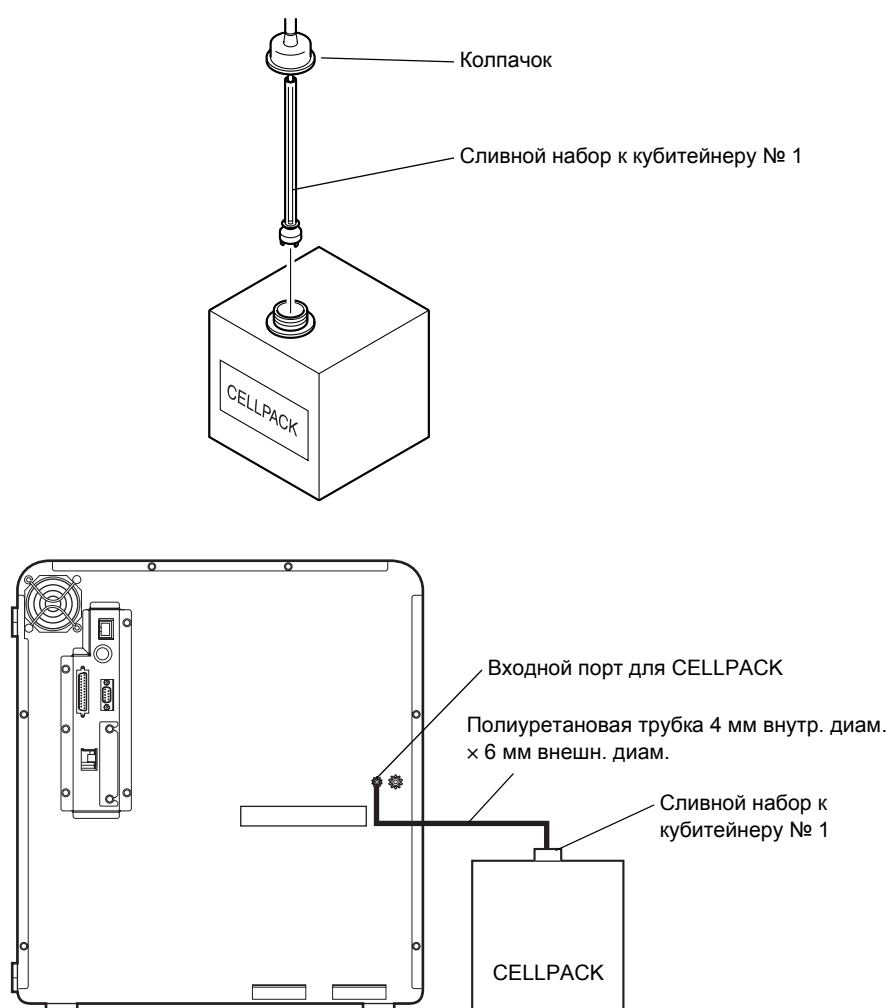 Колпачок
Сливной набор к кубитейнеру № 1
CELLPACK
Входной порт для CELLPACK
Полиуретановая трубка 4 мм внутр. диам.
× 6 мм внешн. диам.
Сливной набор к
кубитейнеру № 1
CELLPACK